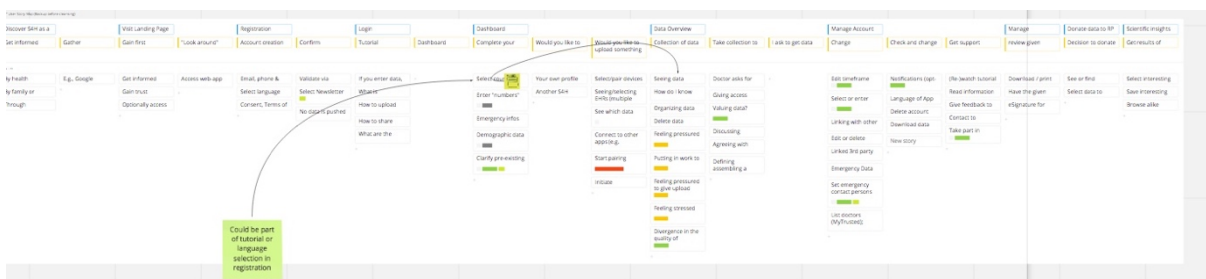 Discover S4H as a
Visit Landing Page
Registration
Login
Dashboard
Data Overview
Manage Account
Manage
Donate data to RP
Scientific insights
Get informed
Gather
Gain first
"Look around"
Account creation
Confirm
Tutorial
Dashboard
Complete your
Would you like to
Would you like to
upload something
Collection of data
Take collection to
I ask to get data
Change
Check and change
Get support
review given
Decision to donate
Get results of
My health
By family or
Through
E.g., Google
Get informed
Gain trust
Optionally access
Access web-app
Email, phone &
Select language
Consent, Terms of
Validate via
Select Newsletter
No data is pushed
If you enter data,
What is
How to upload
How to share
What are the
Select your
Enter "numbers"
Emergency infos
Demographic data
Clarify pre-existing
Your own profile
Another S4H
Select/pair devices
Seeing/selecting
EHRs (multiple
See which data
Connect to other
apps (e.g.
Start pairing
initiate
Seeing data
How do I know
Organizing data
Delete data
Feeling pressured
Putting in work to
Feeling pressured
to give upload
Feeling stressed
Divergence in the
quality of
Doctor asks for
Giving access
Valuing data?
Discussing
Agreeing with
Defining
assembling a
Edit timeframe
Select or enter
Linking with other
Edit or delete
Linked 3rd party
Emergency Data
Set emergency
contact persons
List doctors
(MyTrusted);
Notifications (opt-
Language of App
Delete account
Download data
New story
(Re-)watch tutorial
Read information
Give feedback to
Contact to
Take part in
Download / print
Have the given
eSignature for
See or find
Select data to
Select interesting
Save interesting
Browse alike
Could be part
of tutorial or
language
selection in
registration